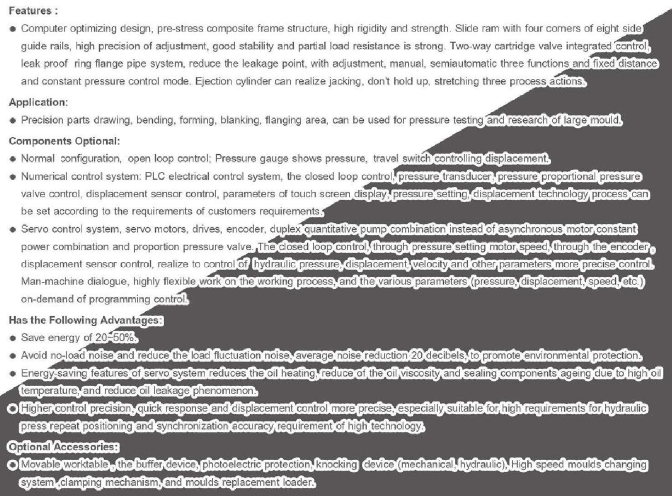 Features :
● Computer optimizing design, pre-stress composite frame structure, high rigidity and strength. Slide ram with four corners of eight side
guide rails, high precision of adjustment, good stability and partial load resistance is strong. Two-way cartridge valve integrated control,
leak proof ring flange pipe system, reduce the leakage point, with adjustment, manual, semiautomatic three functions and fixed distance
and constant pressure control mode. Ejection cylinder can realize jacking, don't hold up, stretching three process actions.
Application:
● Precision parts drawing, bending, forming, blanking, flanging area, can be used for pressure testing and research of large mould.
Components Optional:
● Normal configuration, open loop control; Pressure gauge shows pressure, travel switch controlling displacement.
● Numerical control system: PLC electrical control system, the closed loop control, pressure transducer, pressure proportional pressure
valve control, displacement sensor control, parameters of touch screen display, pressure setting, displacement technology process can
be set according to the requirements of customers requirements.
● Servo control system, servo motors, drives, encoder, duplex quantitative pump combination instead of asynchronous motor,constant
power combination and proportion pressure valve. The closed loop control, through pressure setting motor speed, through the encoder ,
displacement sensor control, realize to control of hydraulic pressure, displacement, velocity and other parameters more precise control.
Man-machine dialogue, highly flexible work on the working process, and the various parameters (pressure, displacement, speed, etc.)
on-demand of programming control.
Has the Following Advantages:
● Save energy of 20~50%.
● Avoid no-load noise and reduce the load fluctuation noise, average noise reduction 20 decibels, to promote environmental protection.
● Energy-saving features of servo system reduces the oil heating, reduce of the oil viscosity and sealing components ageing due to high oil
temperature, and reduce oil leakage phenomenon.
● Higher control precision, quick response and displacement control more precise, especially suitable for high requirements for hydraulic
press repeat positioning and synchronization accuracy requirement of high technology.
Optional Accessories:
● Movable worktable , the buffer device, photoelectric protection, knocking device (mechanical, hydraulic), High speed moulds changing
system ,clamping mechanism, and moulds replacement loader.